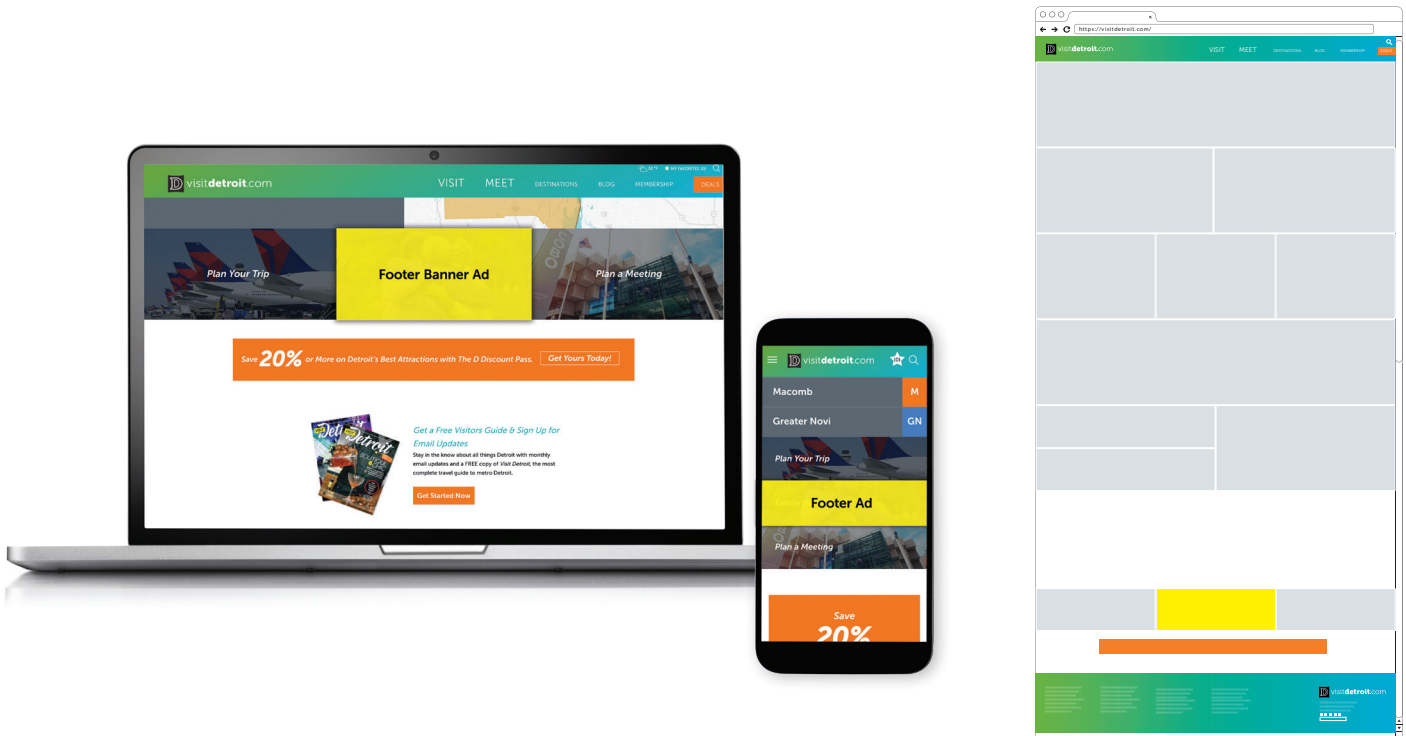 https://visitdetroit.com/
D visitdetroit.com
VISIT MEET DESTINATIONS BLOG MEMBERSHIP DEALS
MY FAVORITES
D visitdetroit.com
VISIT MEET DESTINATIONS BLOG MEMBERSHIP DEALS
Plan Your Trip
Footer Banner Ad
Plan a Meeting
Save 20% or More on Detroit's Best Attractions with The D Discount Pass. Get Yours Today!
Get a Free Visitors Guide & Sign Up for
Email Updates
Stay in the know about all things Detroit with monthly
email updates and a FREE copy of Visit Detroit, the most
complete travel guide to metro Detroit.
Get Started Now
Detroit
D visitdetroit.com
Macomb M
Greater Novi GN
Plan Your Trip
Footer Ad
Plan a Meeting
Save
20%
D visitdetroit.com